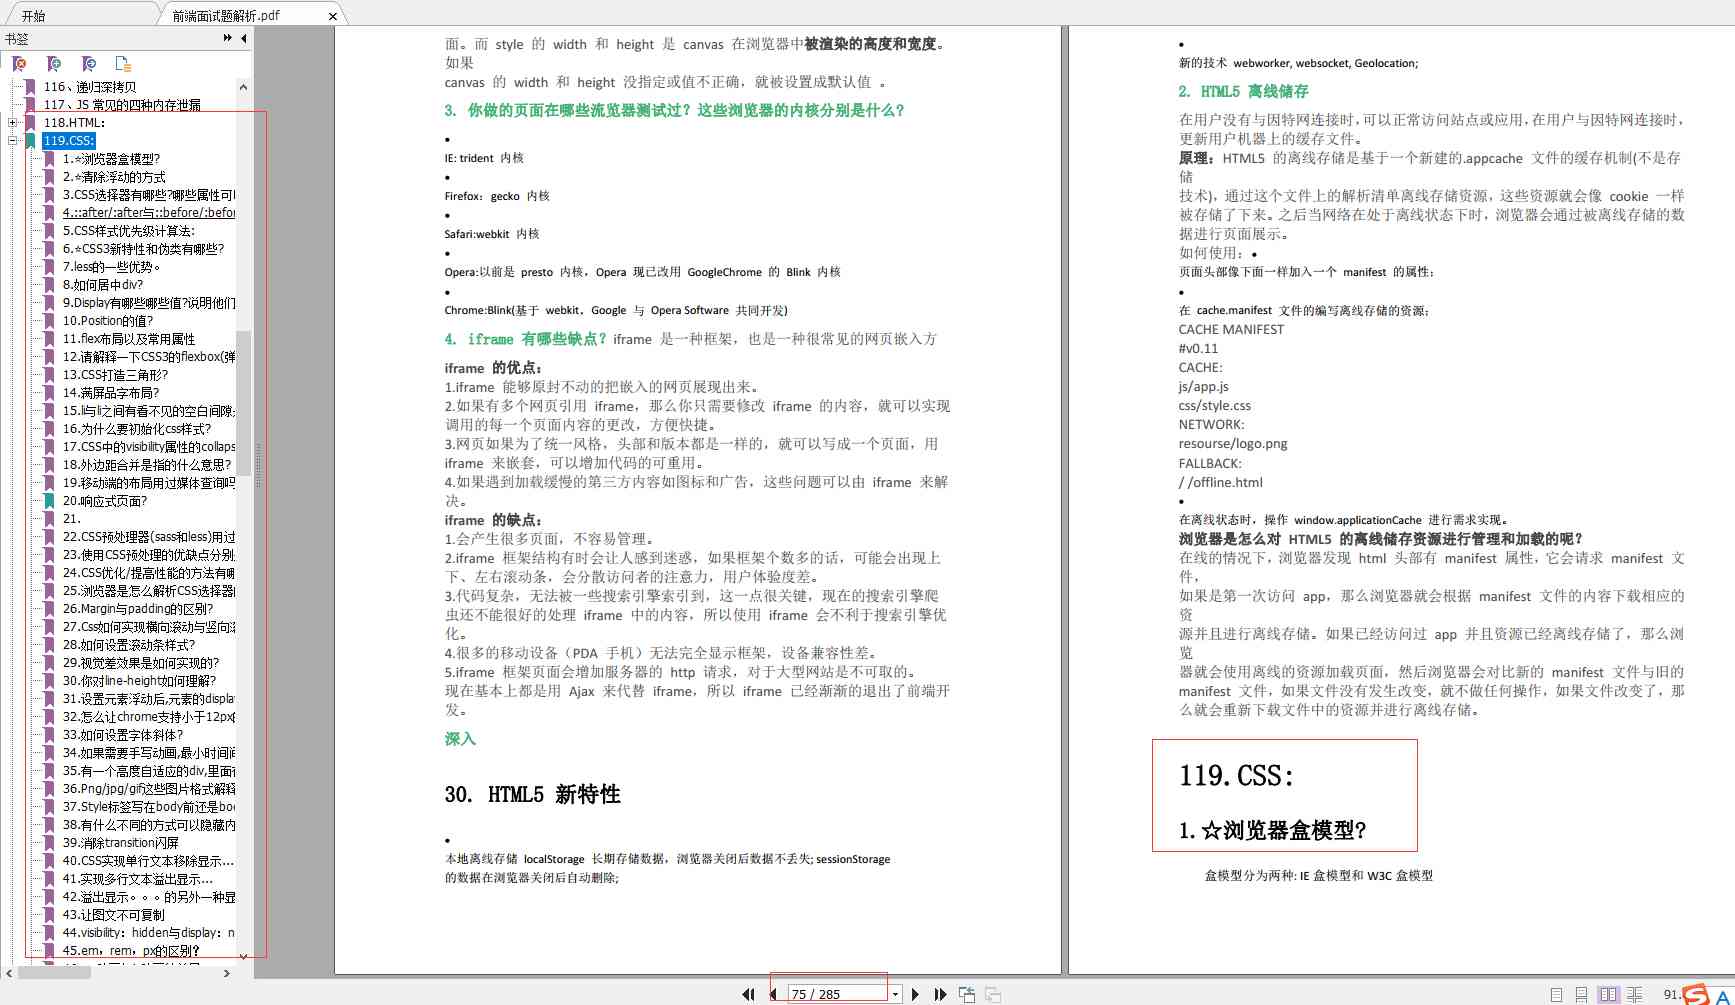 开始
前端面试题解析.pdf
书签
116、递归深拷贝
117、JS 常见的四种内存泄漏
118.HTML:
119.CSS:
1.☆浏览器盒模型?
2.☆清除浮动的方式
3.CSS选择器有哪些?哪些属性可
4.::after/:after与::before/:befor
5.CSS样式优先级计算法:
6.☆CSS3新特性和伪类有哪些?
7.less的一些优势。
8.如何居中div?
9.Display有哪些哪些值?说明他们
10.Position的值?
11.flex布局以及常用属性
12.请解释一下CSS3的flexbox(弹
13.CSS打造三角形?
14.满屏品字布局?
15.li与li之间有看不见的空白间隙
16.为什么要初始化css样式?
17.CSS中的visibility属性的collaps
18.外边距合并是指的什么意思?
19.移动端的布局用过媒体查询吗
20.响应式页面?
21.
22.CSS预处理器(sass和less)用过
23.使用CSS预处理的优缺点分别
24.CSS优化/提高性能的方法有哪
25.浏览器是怎么解析CSS选择器
26.Margin与padding的区别?
27.Css如何实现横向滚动与竖向滚
28.如何设置滚动条样式?
29.视觉差效果是如何实现的?
30.你对line-height如何理解?
31.设置元素浮动后,元素的displa
32.怎么让chrome支持小于12px
33.如何设置字体斜体?
34.如果需要手写动画,最小时间间
35.有一个高度自适应的div,里面
36.Png/jpg/gif这些图片格式解释
37.Style标签写在body前还是bo
38.有什么不同的方式可以隐藏内
39.消除transition闪屏
40.CSS实现单行文本移除显示...
41.实现多行文本溢出显示...
42.溢出显示。。。的另外一种显
43.让图文不可复制
44.visibility：hidden与display：n
45.em，rem，px的区别？
面。而 style 的 width 和 height 是 canvas 在浏览器中被渲染的高度和宽度。
如果
canvas 的 width 和 height 没指定或值不正确，就被设置成默认值 。
3. 你做的页面在哪些流览器测试过？这些浏览器的内核分别是什么?
•
IE: trident 内核
•
Firefox：gecko 内核
•
Safari:webkit 内核
•
Opera:以前是 presto 内核，Opera 现已改用 GoogleChrome 的 Blink 内核
•
Chrome:Blink(基于 webkit，Google 与 Opera Software 共同开发)
4. iframe 有哪些缺点？iframe 是一种框架，也是一种很常见的网页嵌入方
iframe 的优点：
1.iframe 能够原封不动的把嵌入的网页展现出来。
2.如果有多个网页引用 iframe，那么你只需要修改 iframe 的内容，就可以实现
调用的每一个页面内容的更改，方便快捷。
3.网页如果为了统一风格，头部和版本都是一样的，就可以写成一个页面，用
iframe 来嵌套，可以增加代码的可重用。
4.如果遇到加载缓慢的第三方内容如图标和广告，这些问题可以由 iframe 来解
决。
iframe 的缺点：
1.会产生很多页面，不容易管理。
2.iframe 框架结构有时会让人感到迷惑，如果框架个数多的话，可能会出现上
下、左右滚动条，会分散访问者的注意力，用户体验度差。
3.代码复杂，无法被一些搜索引擎索引到，这一点很关键，现在的搜索引擎爬
虫还不能很好的处理 iframe 中的内容，所以使用 iframe 会不利于搜索引擎优
化。
4.很多的移动设备（PDA 手机）无法完全显示框架，设备兼容性差。
5.iframe 框架页面会增加服务器的 http 请求，对于大型网站是不可取的。
现在基本上都是用 Ajax 来代替 iframe，所以 iframe 已经渐渐的退出了前端开
发。
深入
30. HTML5 新特性
•
本地离线存储 localStorage 长期存储数据，浏览器关闭后数据不丢失; sessionStorage
的数据在浏览器关闭后自动删除;
•
新的技术 webworker, websocket, Geolocation;
2. HTML5 离线储存
在用户没有与因特网连接时，可以正常访问站点或应用，在用户与因特网连接时，
更新用户机器上的缓存文件。
原理：HTML5 的离线存储是基于一个新建的.appcache 文件的缓存机制(不是存
储
技术)，通过这个文件上的解析清单离线存储资源，这些资源就会像 cookie 一样
被存储了下来。之后当网络在处于离线状态下时，浏览器会通过被离线存储的数
据进行页面展示。
如何使用：•
页面头部像下面一样加入一个 manifest 的属性；
•
在 cache.manifest 文件的编写离线存储的资源；
CACHE MANIFEST
#v0.11
CACHE:
js/app.js
css/style.css
NETWORK:
resourse/logo.png
FALLBACK:
/ /offline.html
•
在离线状态时，操作 window.applicationCache 进行需求实现。
浏览器是怎么对 HTML5 的离线储存资源进行管理和加载的呢？
在线的情况下，浏览器发现 html 头部有 manifest 属性，它会请求 manifest 文
件，
如果是第一次访问 app，那么浏览器就会根据 manifest 文件的内容下载相应的
资
源并且进行离线存储。如果已经访问过 app 并且资源已经离线存储了，那么浏
览
器就会使用离线的资源加载页面，然后浏览器会对比新的 manifest 文件与旧的
manifest 文件，如果文件没有发生改变，就不做任何操作，如果文件改变了，那
么就会重新下载文件中的资源并进行离线存储。
119.CSS:
1.☆浏览器盒模型?
盒模型分为两种: IE 盒模型和 W3C 盒模型
75 / 285
91.